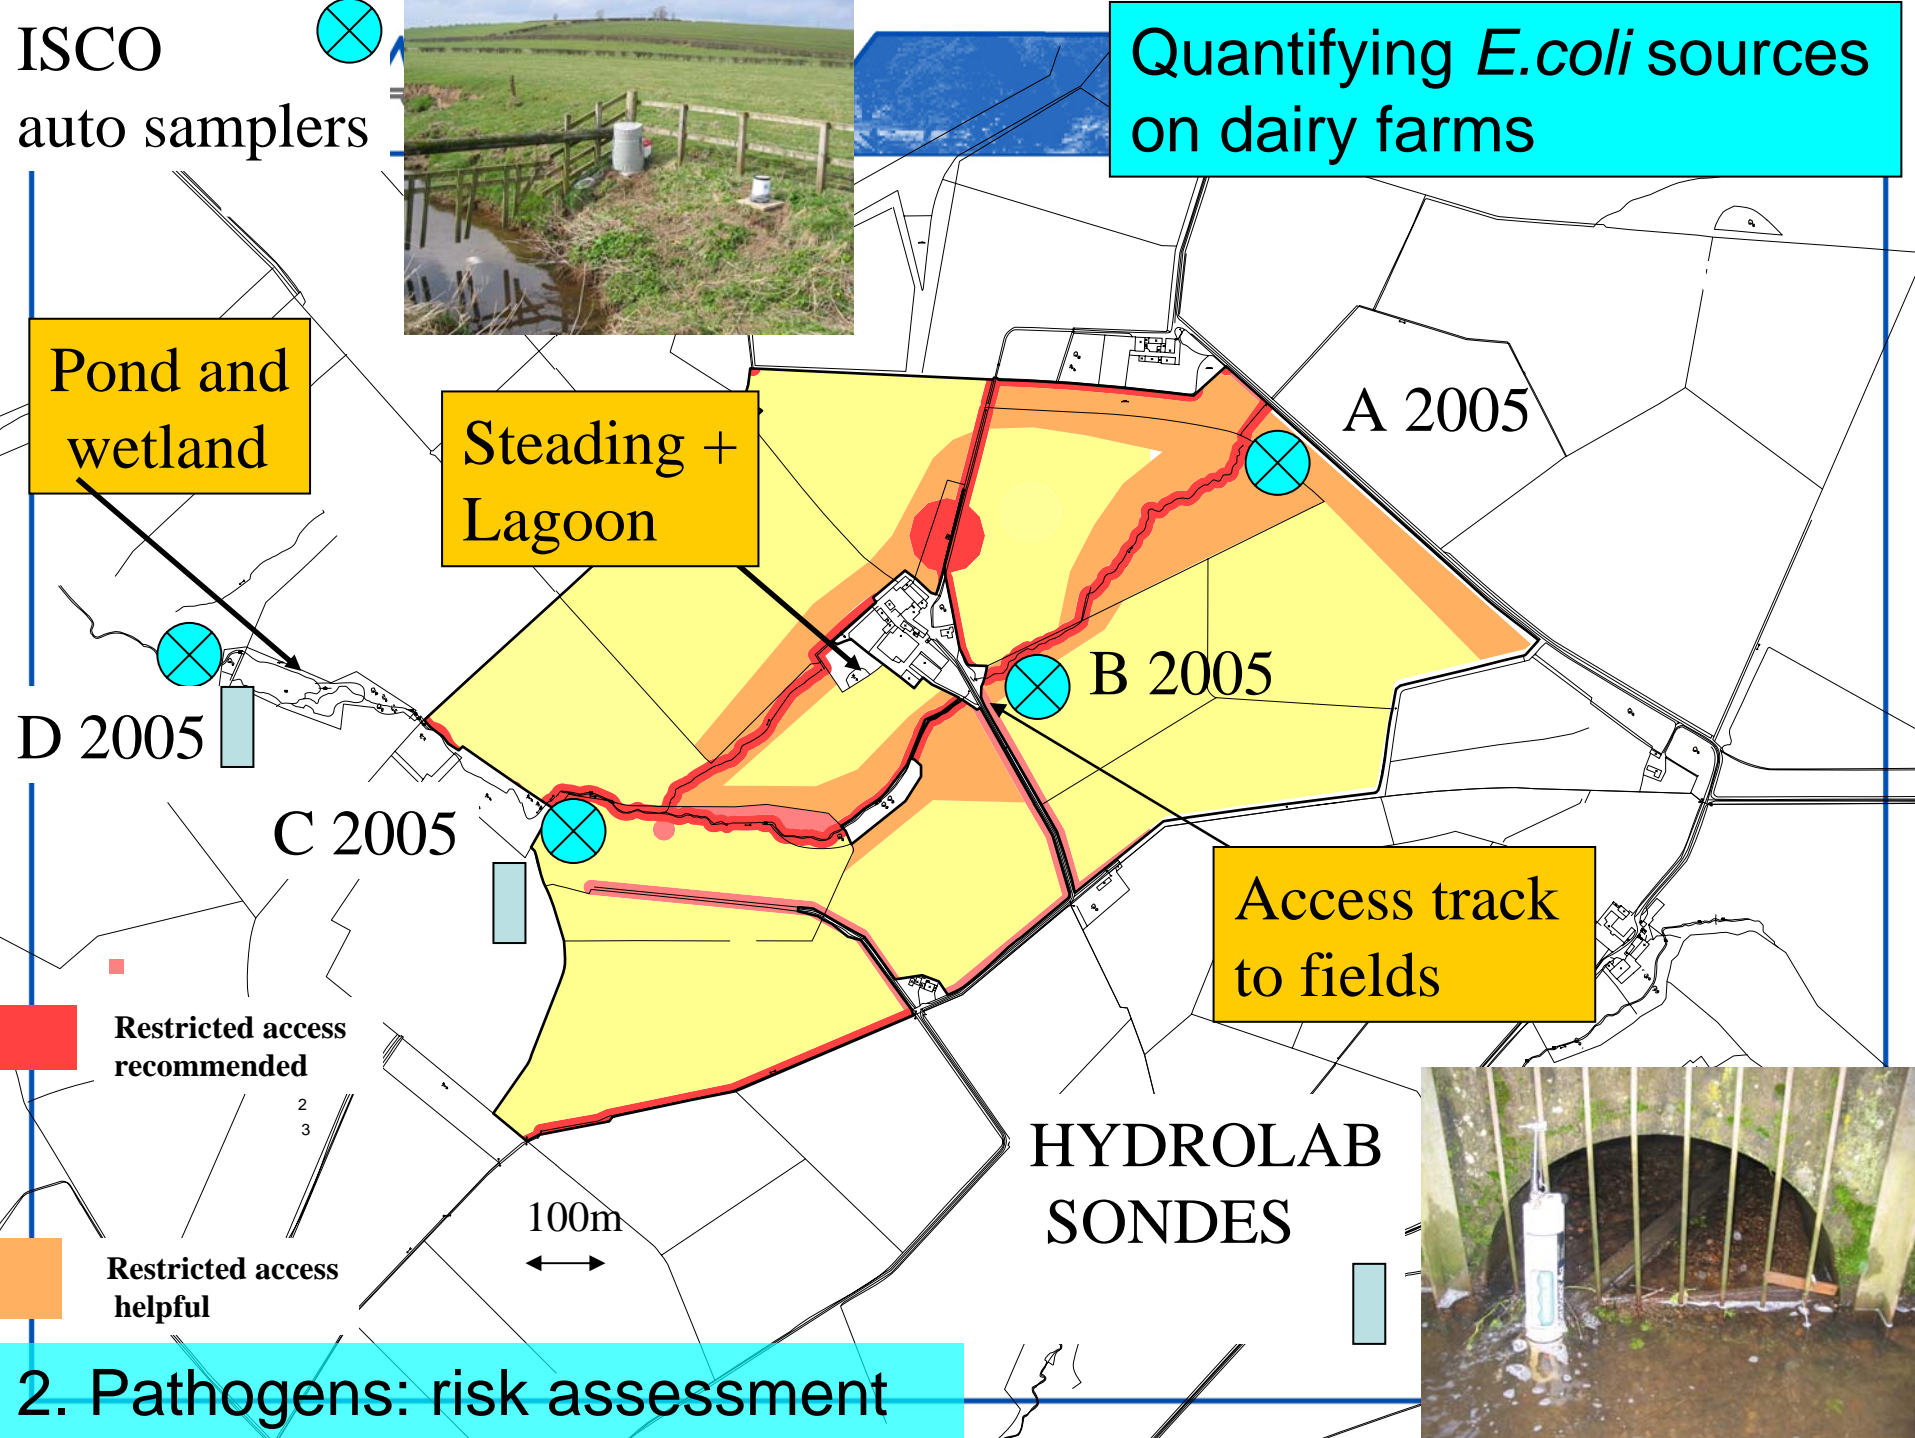 ISCO
auto samplers
Quantifying E.coli sources
on dairy farms
Pond and
wetland
Steading +
Lagoon
A 2005
B 2005
D 2005
C 2005
Access track
to fields
Restricted access
recommended
2
3
HYDROLAB
SONDES
100m
Restricted access
helpful
2. Pathogens: risk assessment